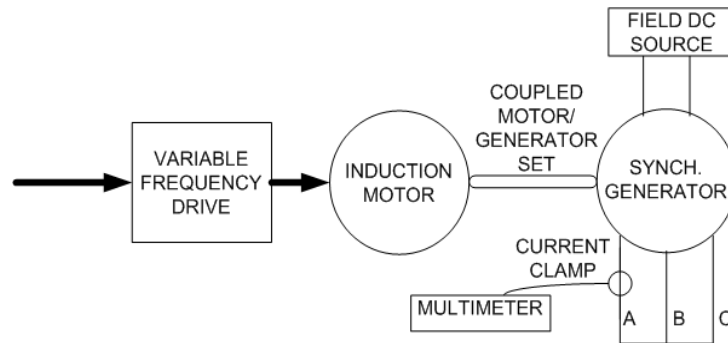 FIELD DC
SOURCE
COUPLED
MOTOR/
GENERATOR
SET
VARIABLE
FREQUENCY
DRIVE
INDUCTION
MOTOR
SYNCH.
GENERATOR
CURRENT
CLAMP
MULTIMETER
A
B
C